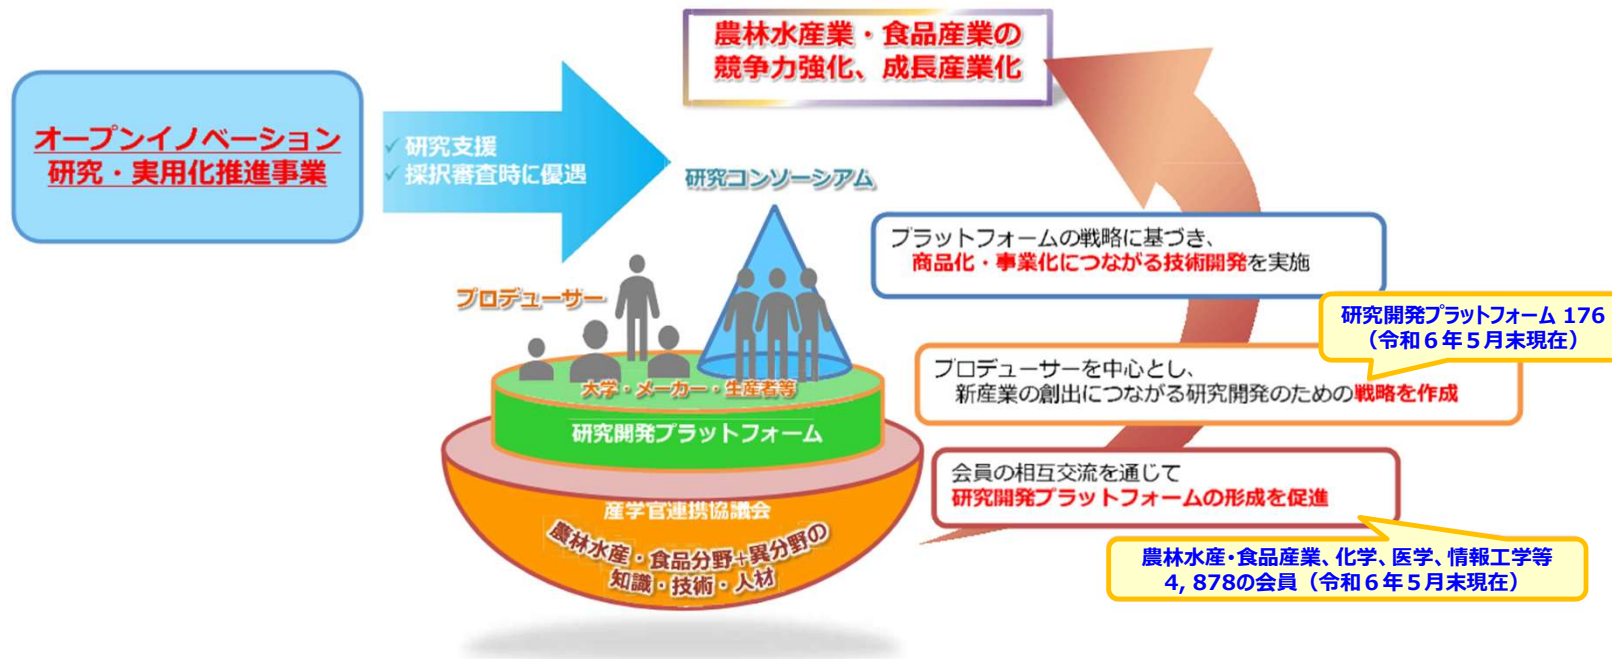 農林水産業・食品産業の
競争力強化、成長産業化
オープンイノベーション
研究・実用化推進事業
✓ 研究支援
✓ 採択審査時に優遇
研究コンソーシアム
プロデューサー
大学・メーカー・生産者等
研究開発プラットフォーム
産学官連携協議会
農林水産・食品分野+異分野の
知識・技術・人材
プラットフォームの戦略に基づき、
商品化・事業化につながる技術開発を実施
研究開発プラットフォーム 176
（令和６年５月末現在）
プロデューサーを中心とし、
新産業の創出につながる研究開発のための戦略を作成
会員の相互交流を通じて
研究開発プラットフォームの形成を促進
農林水産・食品産業、化学、医学、情報工学等
4, 878の会員（令和６年５月末現在）